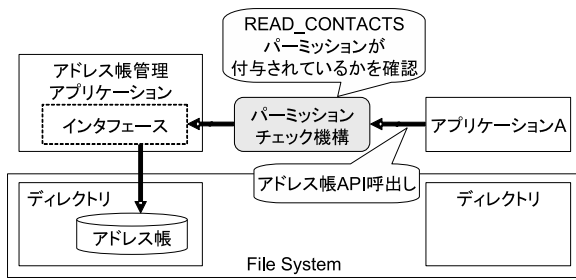 READ_CONTACTS
パーミッションが
付与されているかを確認
アドレス帳管理
アプリケーション
インタフェース
パーミッション
チェック機構
アプリケーションA
アドレス帳API呼出し
ディレクトリ
アドレス帳
ディレクトリ
File System